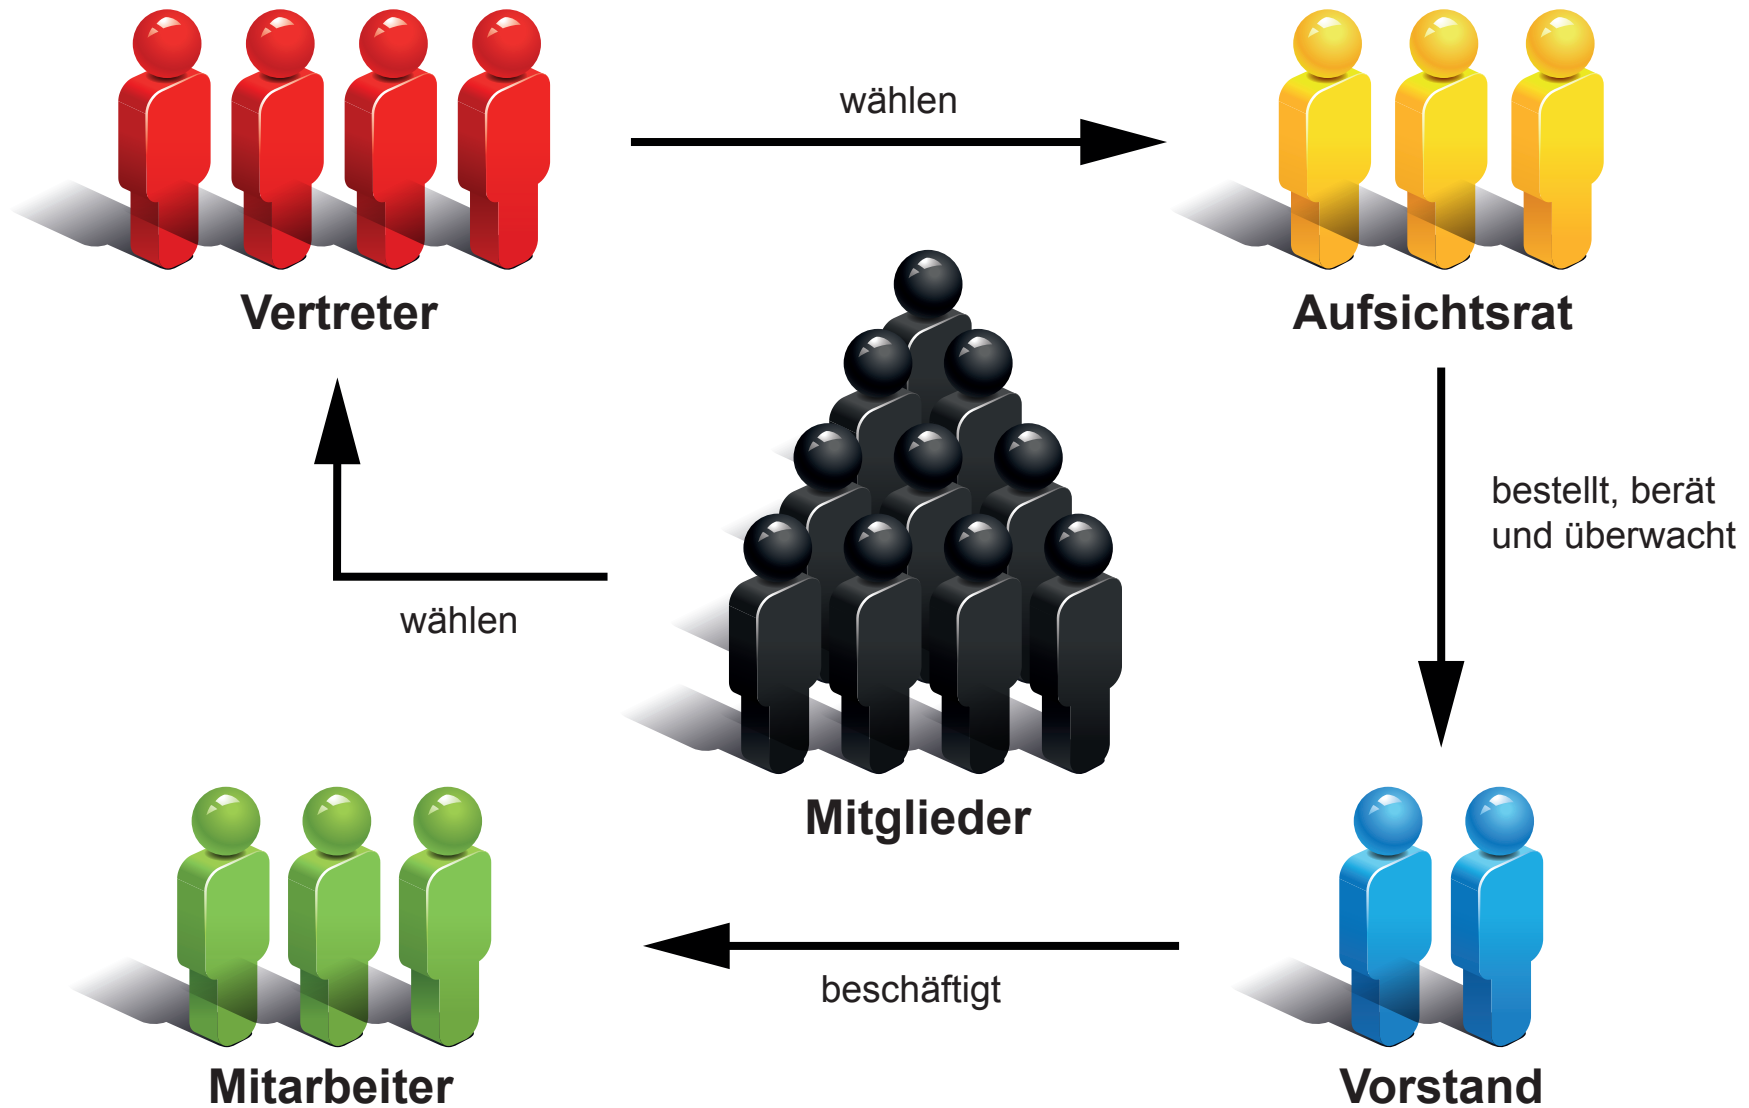 wählen
Vertreter
Aufsichtsrat
bestellt, berät
und überwacht
wählen
Mitglieder
beschäftigt
Mitarbeiter
Vorstand